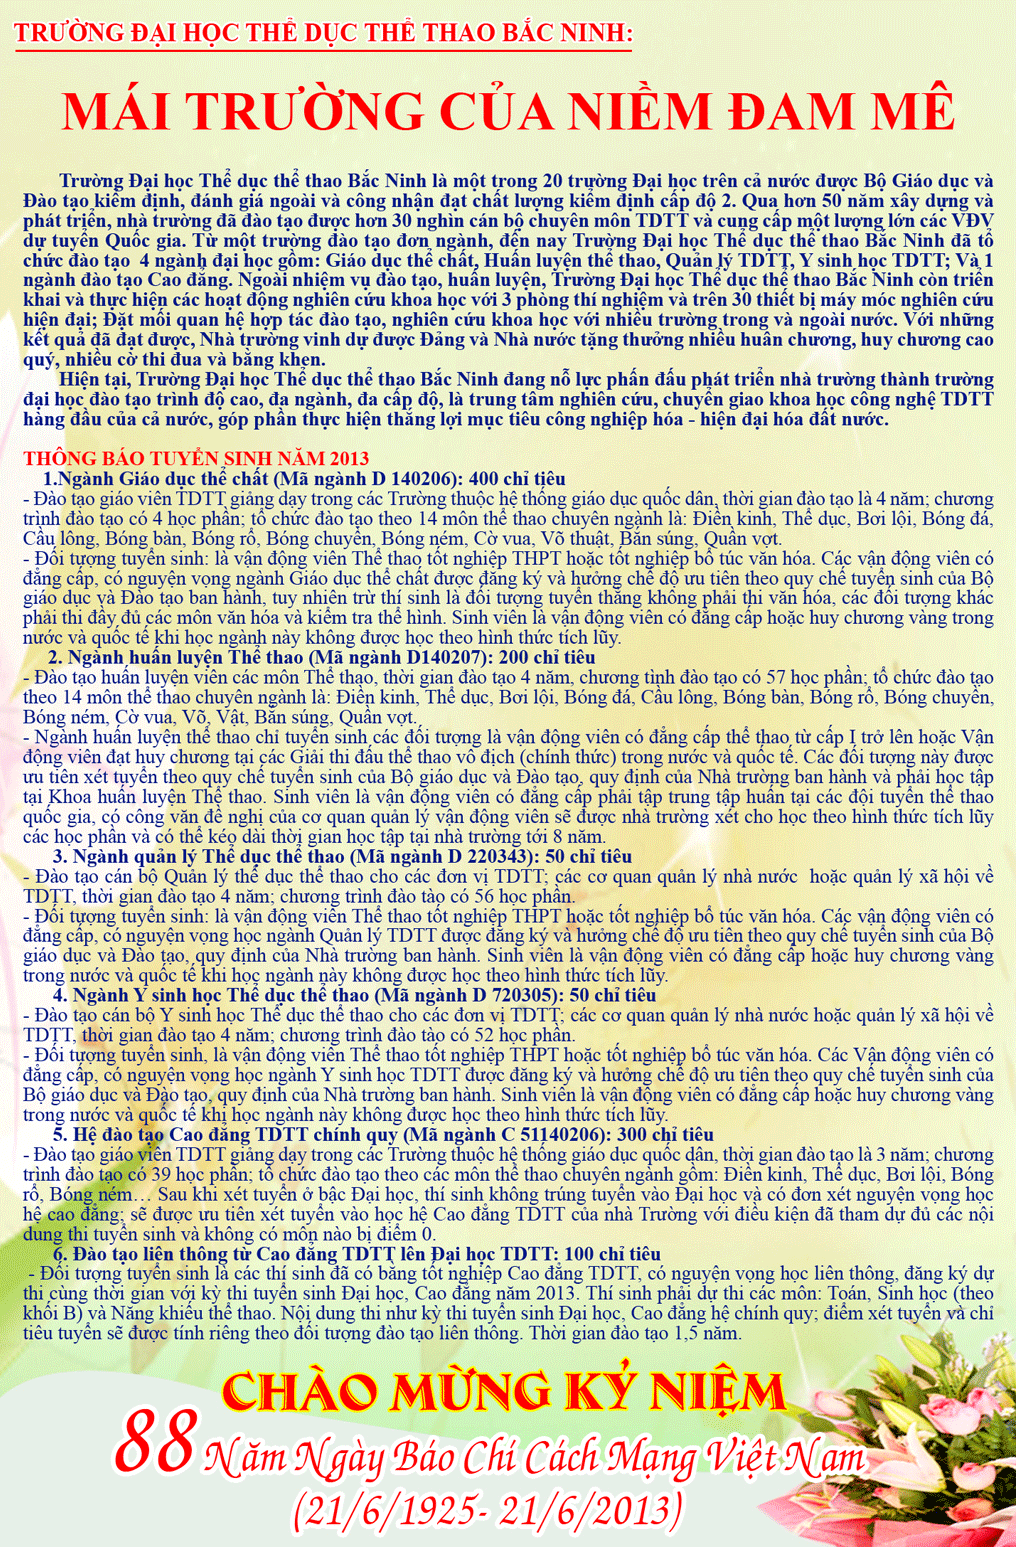 TRƯỜNG ĐẠI HỌC THỂ DỤC THỂ THAO BẮC NINH:
MÁI TRƯỜNG CỦA NIỀM ĐAM MÊ
Trường Đại học Thể dục thể thao Bắc Ninh là một trong 20 trường Đại học trên cả nước được Bộ Giáo dục và
Đào tạo kiểm định, đánh giá ngoài và công nhận đạt chất lượng kiểm định cấp độ 2. Qua hơn 50 năm xây dựng và
phát triển, nhà trường đã đào tạo được hơn 30 nghìn cán bộ chuyên môn TDTT và cung cấp một lượng lớn các VĐV
dự tuyển Quốc gia. Từ một trường đào tạo đơn ngành, đến nay Trường Đại học Thể dục thể thao Bắc Ninh đã tổ
chức đào tạo 4 ngành đại học gồm: Giáo dục thể chất, Huấn luyện thể thao, Quản lý TDTT, Y sinh học TDTT; Và 1
ngành đào tạo Cao đẳng. Ngoài nhiệm vụ đào tạo, huấn luyện, Trường Đại học Thể dục thể thao Bắc Ninh còn triển
khai và thực hiện các hoạt động nghiên cứu khoa học với 3 phòng thí nghiệm và trên 30 thiết bị máy móc nghiên cứu
hiện đại; Đặt mối quan hệ hợp tác đào tạo, nghiên cứu khoa học với nhiều trường trong và ngoài nước. Với những
kết quả đã đạt được, Nhà trường vinh dự được Đảng và Nhà nước tặng thưởng nhiều huân chương, huy chương cao
quý, nhiều cờ thi đua và bằng khen.
Hiện tại, Trường Đại học Thể dục thể thao Bắc Ninh đang nỗ lực phấn đấu phát triển nhà trường thành trường
đại học đào tạo trình độ cao, đa ngành, đa cấp độ, là trung tâm nghiên cứu, chuyển giao khoa học công nghệ TDTT
hàng đầu của cả nước, góp phần thực hiện thắng lợi mục tiêu công nghiệp hóa - hiện đại hóa đất nước.
THÔNG BÁO TUYỂN SINH NĂM 2013
1.Ngành Giáo dục thể chất (Mã ngành D 140206): 400 chỉ tiêu
- Đào tạo giáo viên TDTT giảng dạy trong các Trường thuộc hệ thống giáo dục quốc dân, thời gian đào tạo là 4 năm; chương
trình đào tạo có 4 học phần; tổ chức đào tạo theo 14 môn thể thao chuyên ngành là: Điền kinh, Thể dục, Bơi lội, Bóng đá,
Cầu lông, Bóng bàn, Bóng rổ, Bóng chuyền, Bóng ném, Cờ vua, Võ thuật, Bắn súng, Quần vợt.
- Đối tượng tuyển sinh: là vận động viên Thể thao tốt nghiệp THPT hoặc tốt nghiệp bổ túc văn hóa. Các vận động viên có
đẳng cấp, có nguyện vọng ngành Giáo dục thể chất được đăng ký và hưởng chế độ ưu tiên theo quy chế tuyển sinh của Bộ
giáo dục và Đào tạo ban hành, tuy nhiên trừ thí sinh là đối tượng tuyển thẳng không phải thi văn hóa, các đối tượng khác
phải thi đầy đủ các môn văn hóa và kiểm tra thể hình. Sinh viên là vận động viên có đẳng cấp hoặc huy chương vàng trong
nước và quốc tế khi học ngành này không được học theo hình thức tích lũy.
2. Ngành huấn luyện Thể thao (Mã ngành D140207): 200 chỉ tiêu
- Đào tạo huấn luyện viên các môn Thể thao, thời gian đào tạo 4 năm, chương tình đào tạo có 57 học phần; tổ chức đào tạo
theo 14 môn thể thao chuyên ngành là: Điền kinh, Thể dục, Bơi lội, Bóng đá, Cầu lông, Bóng bàn, Bóng rổ, Bóng chuyền,
Bóng ném, Cờ vua, Võ, Vật, Bắn súng, Quần vợt.
- Ngành huấn luyện thể thao chỉ tuyển sinh các đối tượng là vận động viên có đẳng cấp thể thao từ cấp I trở lên hoặc Vận
động viên đạt huy chương tại các Giải thi đấu thể thao vô địch (chính thức) trong nước và quốc tế. Các đối tượng này được
ưu tiên xét tuyển theo quy chế tuyển sinh của Bộ giáo dục và Đào tạo, quy định của Nhà trường ban hành và phải học tập
tại Khoa huấn luyện Thể thao. Sinh viên là vận động viên có đẳng cấp phải tập trung tập huấn tại các đội tuyển thể thao
quốc gia, có công văn đề nghị của cơ quan quản lý vận động viên sẽ được nhà trường xét cho học theo hình thức tích lũy
các học phần và có thể kéo dài thời gian học tập tại nhà trường tới 8 năm.
3. Ngành quản lý Thể dục thể thao (Mã ngành D 220343): 50 chỉ tiêu
- Đào tạo cán bộ Quản lý thể dục thể thao cho các đơn vị TDTT; các cơ quan quản lý nhà nước hoặc quản lý xã hội về
TDTT, thời gian đào tạo 4 năm; chương trình đào tào có 56 học phần.
- Đối tượng tuyển sinh: là vận động viên Thể thao tốt nghiệp THPT hoặc tốt nghiệp bổ túc văn hóa. Các vận động viên có
đẳng cấp, có nguyện vọng học ngành Quản lý TDTT được đăng ký và hưởng chế độ ưu tiên theo quy chế tuyển sinh của Bộ
giáo dục và Đào tạo, quy định của Nhà trường ban hành. Sinh viên là vận động viên có đẳng cấp hoặc huy chương vàng
trong nước và quốc tế khi học ngành này không được học theo hình thức tích lũy.
4. Ngành Y sinh học Thể dục thể thao (Mã ngành D 720305): 50 chỉ tiêu
- Đào tạo cán bộ Y sinh học Thể dục thể thao cho các đơn vị TDTT; các cơ quan quản lý nhà nước hoặc quản lý xã hội về
TDTT, thời gian đào tạo 4 năm; chương trình đào tào có 52 học phần.
- Đối tượng tuyển sinh, là vận động viên Thể thao tốt nghiệp THPT hoặc tốt nghiệp bổ túc văn hóa. Các Vận động viên có
đẳng cấp, có nguyện vọng học ngành Y sinh học TDTT được đăng ký và hưởng chế độ ưu tiên theo quy chế tuyển sinh của
Bộ giáo dục và Đào tạo, quy định của Nhà trường ban hành. Sinh viên là vận động viên có đẳng cấp hoặc huy chương vàng
trong nước và quốc tế khi học ngành này không được học theo hình thức tích lũy.
5. Hệ đào tạo Cao đẳng TDTT chính quy (Mã ngành C 51140206): 300 chỉ tiêu
- Đào tạo giáo viên TDTT giảng dạy trong các Trường thuộc hệ thống giáo dục quốc dân, thời gian đào tạo là 3 năm; chương
trình đào tạo có 39 học phần; tổ chức đào tạo theo các môn thể thao chuyên ngành gồm: Điền kinh, Thể dục, Bơi lội, Bóng
rổ, Bóng ném… Sau khi xét tuyển ở bậc Đại học, thí sinh không trúng tuyển vào Đại học và có đơn xét nguyện vọng học
hệ cao đẳng; sẽ được ưu tiên xét tuyển vào học hệ Cao đẳng TDTT của nhà Trường với điều kiện đã tham dự đủ các nội
dung thi tuyển sinh và không có môn nào bị điểm 0.
6. Đào tạo liên thông từ Cao đẳng TDTT lên Đại học TDTT: 100 chỉ tiêu
- Đối tượng tuyển sinh là các thí sinh đã có bằng tốt nghiệp Cao đẳng TDTT, có nguyện vọng học liên thông, đăng ký dự
thi cùng thời gian với kỳ thi tuyển sinh Đại học, Cao đẳng năm 2013. Thí sinh phải dự thi các môn: Toán, Sinh học (theo
khối B) và Năng khiếu thể thao. Nội dung thi như kỳ thi tuyển sinh Đại học, Cao đẳng hệ chính quy; điểm xét tuyển và chỉ
tiêu tuyển sẽ được tính riêng theo đối tượng đào tạo liên thông. Thời gian đào tạo 1,5 năm.
CHÀO MỪNG KỶ NIỆM
88 Năm Ngày Báo Chí Cách Mạng Việt Nam
(21/6/1925- 21/6/2013)